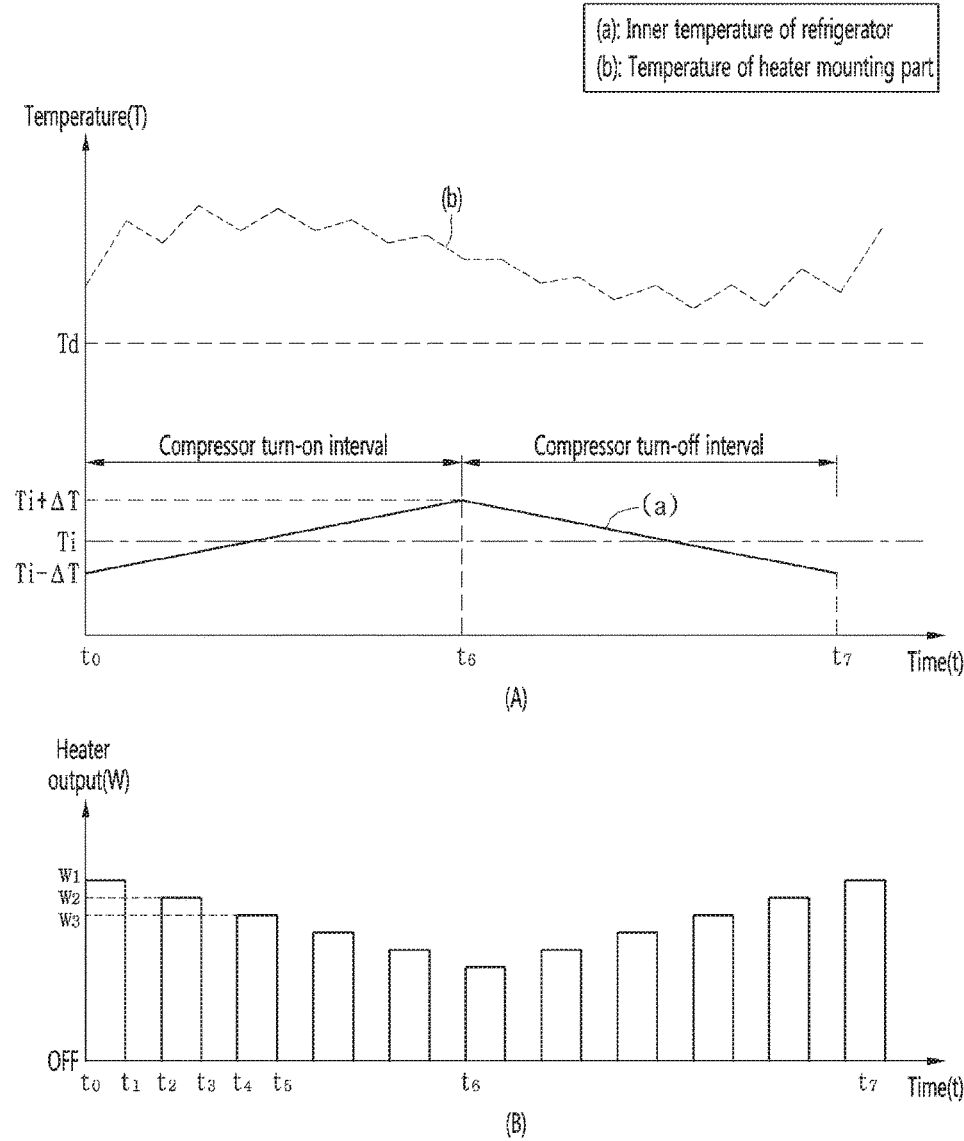 (a): Inner temperature of refrigerator
(b): Temperature of heater mounting part
Temperature(T)
(b)
Td
Compressor turn-on interval
Compressor turn-off interval
Ti+ΔT
(a)
Ti
Ti-ΔT
t0
t6
t7
Time(t)
(A)
Heater
output(W)
W1
W2
W3
OFF
t0
t1
t2
t3
t4
t5
t6
t7
Time(t)
(B)